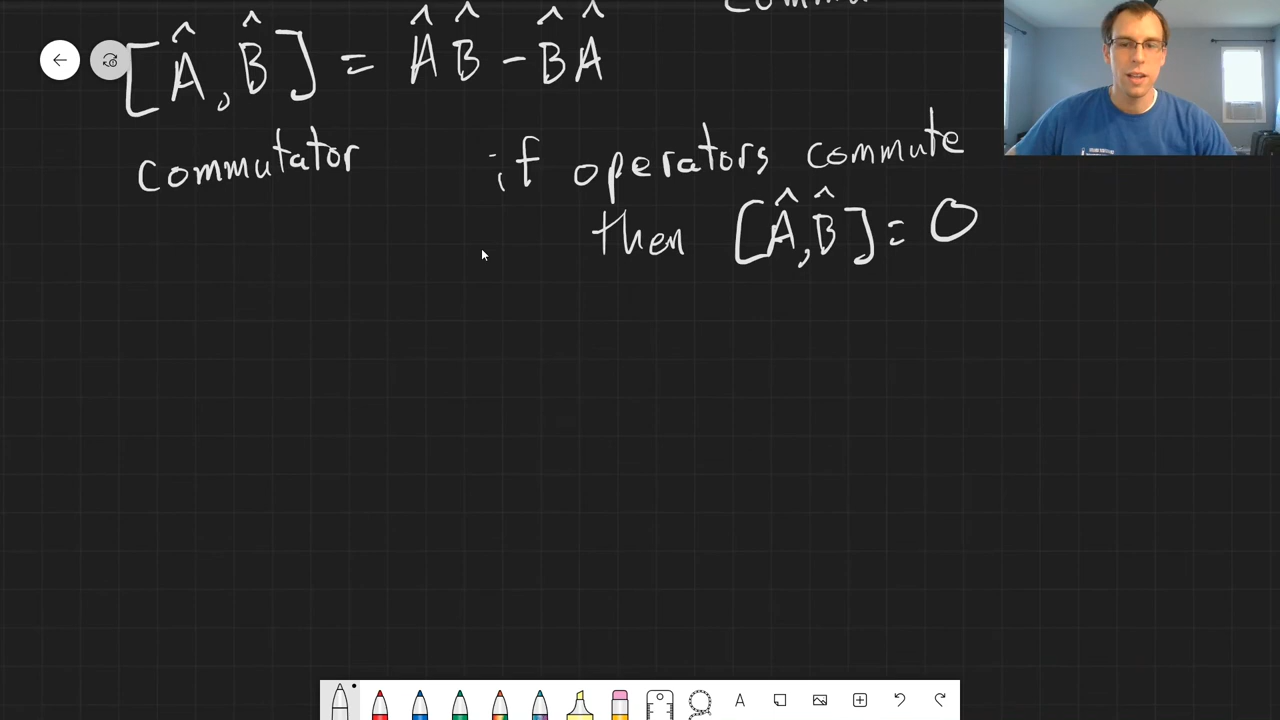 [Â, B̂] = ÂB̂ - B̂Â
commutator
if operators commute
then [Â, B̂] = 0
A